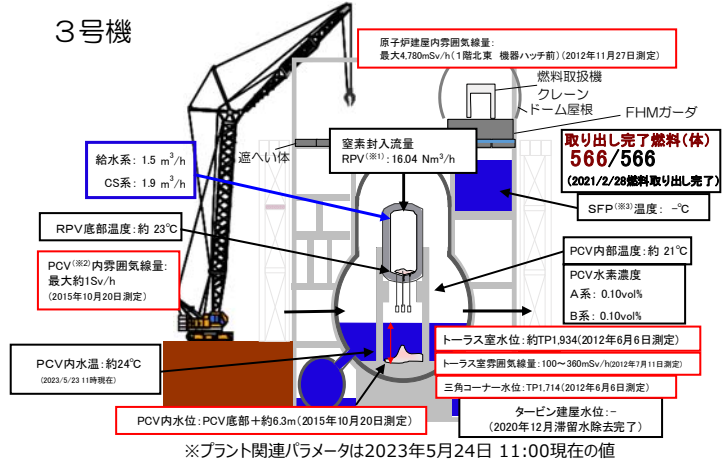 3号機
原子炉建屋内雰囲気線量:
最大4,780mSv/h(1階北東 機器ハッチ前)(2012年11月27日測定)
燃料取扱機
クレーン
ドーム屋根
FHMガーダ
遮へい体
窒素封入流量
RPV(※1):16.04 Nm³/h
給水系: 1.5 m³/h
CS系: 1.9 m³/h
取り出し完了燃料(体)
566/566
(2021/2/28燃料取り出し完了)
SFP(※3)温度: -℃
RPV底部温度:約 23℃
PCV(※2)内雰囲気線量:
最大約1Sv/h
(2015年10月20日測定)
PCV内部温度:約 21℃
PCV水素濃度
A系: 0.10vol%
B系: 0.10vol%
PCV内水温:約24℃
(2023/5/23 11時現在)
トーラス室水位:約TP1,934(2012年6月6日測定)
トーラス室雰囲気線量:100~360mSv/h(2012年7月11日測定)
三角コーナー水位:TP1,714(2012年6月6日測定)
PCV内水位:PCV底部+約6.3m(2015年10月20日測定)
タービン建屋水位:-
(2020年12月滞留水除去完了)
※プラント関連パラメータは2023年5月24日 11:00現在の値